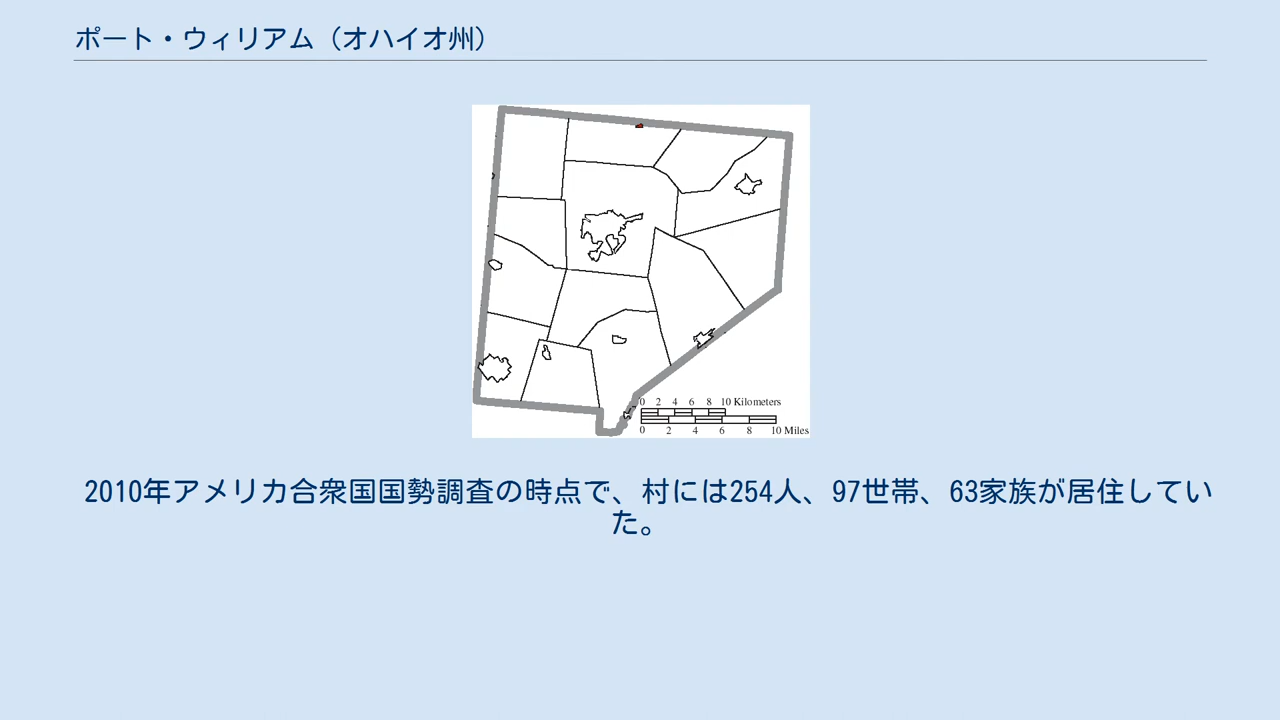 ポート・ウィリアム（オハイオ州）
0 2 4 6 8 10 Kilometers
0 2 4 6 8 10 Miles
2010年アメリカ合衆国国勢調査の時点で、村には254人、97世帯、63家族が居住してい
た。